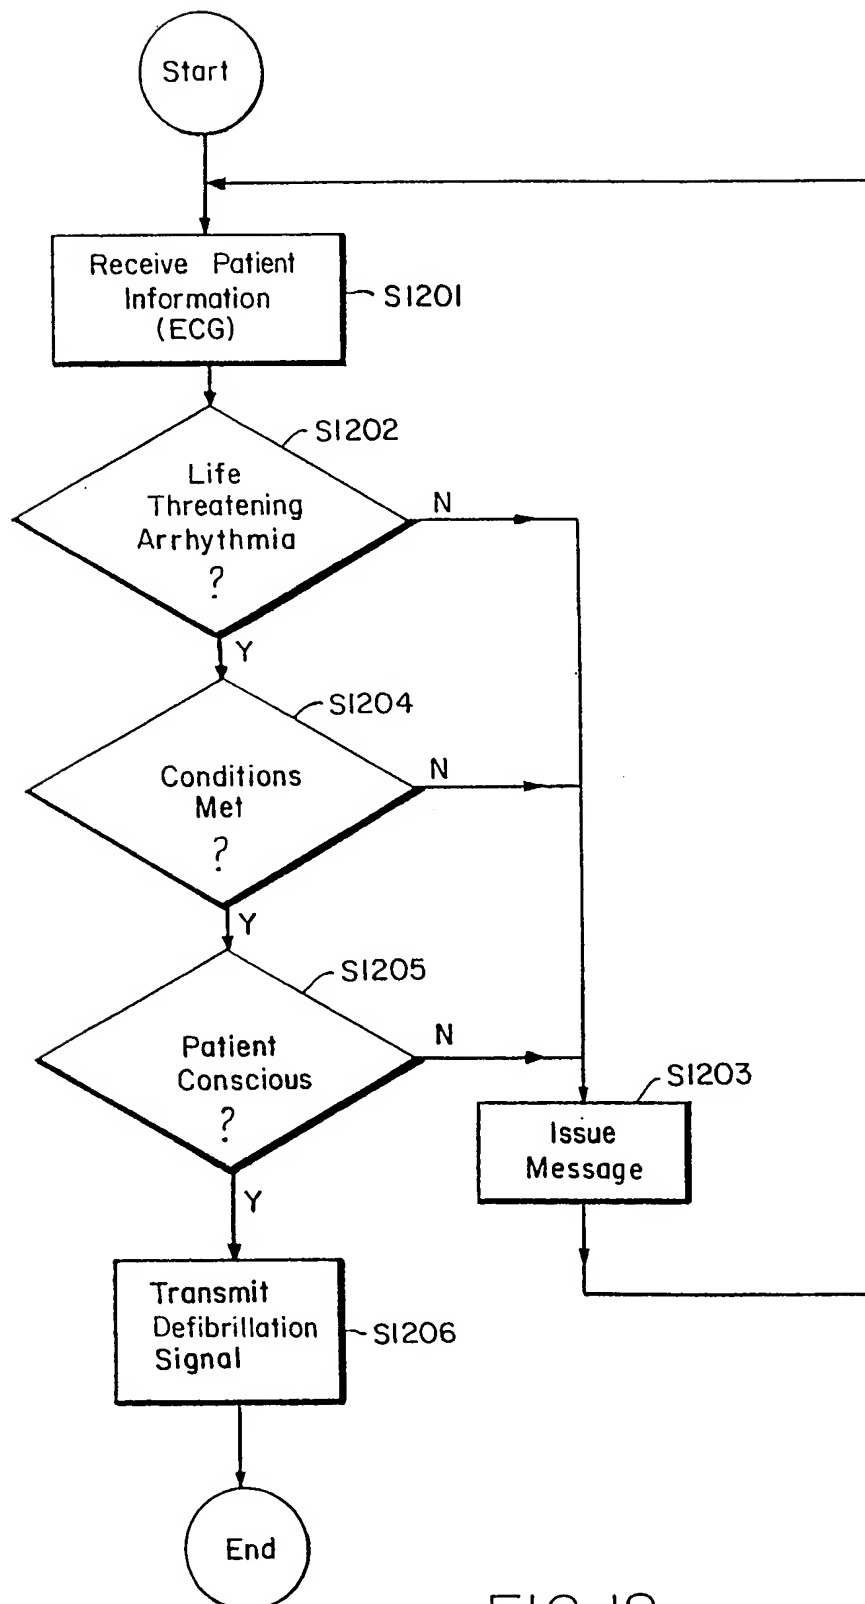 Start
Receive Patient
Information
(ECG)
S1201
S1202
Life
Threatening
Arrhythmia
?
N
Y
S1204
Conditions
Met
?
N
Y
S1205
Patient
Conscious
?
N
Y
S1203
Issue
Message
Transmit
Defibrillation
Signal
S1206
End